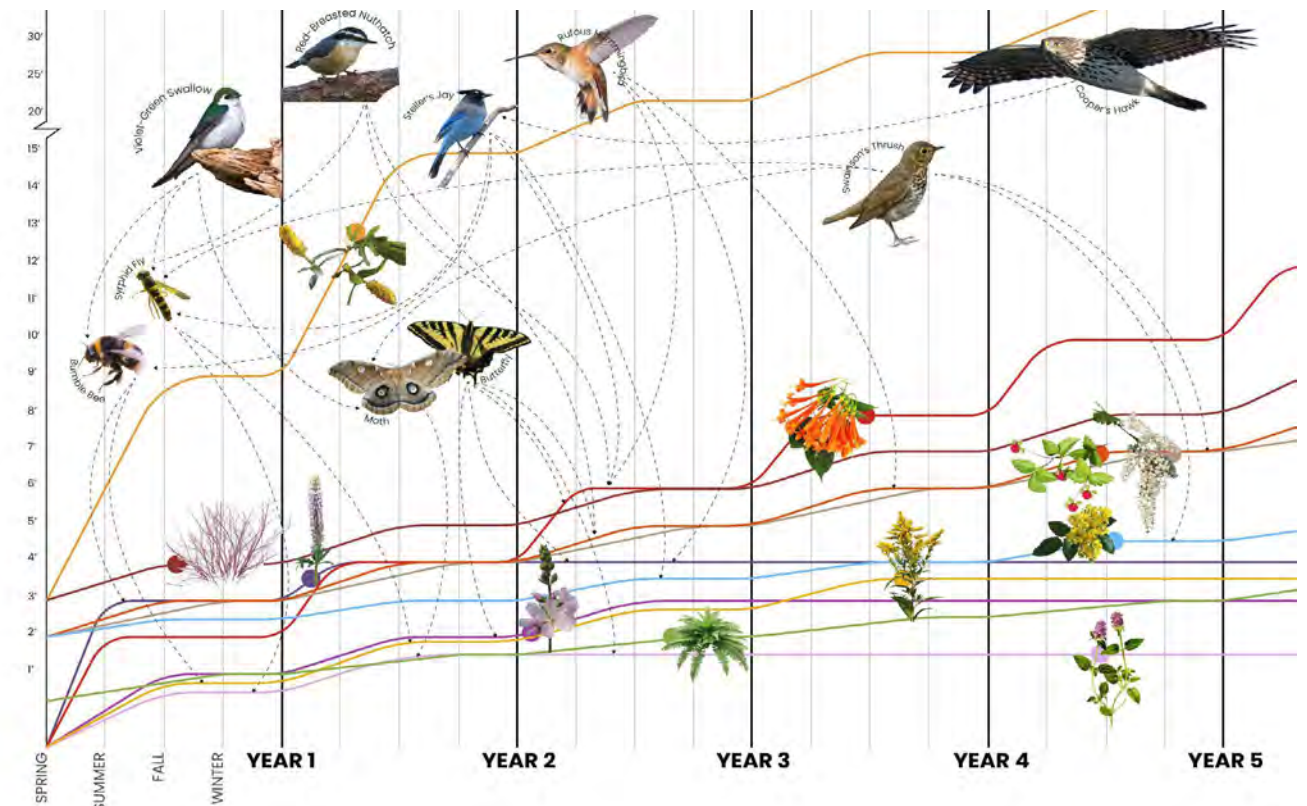 30'
25'
20'
15'
14'
13'
12'
11'
10'
9'
8'
7'
6'
5'
4'
3'
2'
1'
Violet-Green Swallow
Red-Breasted Nuthatch
Steller's Jay
Rufous Hummingbird
Cooper's Hawk
Swainson's Thrush
Syrphid Fly
Bumble Bee
Moth
Butterfly
SPRING
SUMMER
FALL
WINTER
YEAR 1
YEAR 2
YEAR 3
YEAR 4
YEAR 5